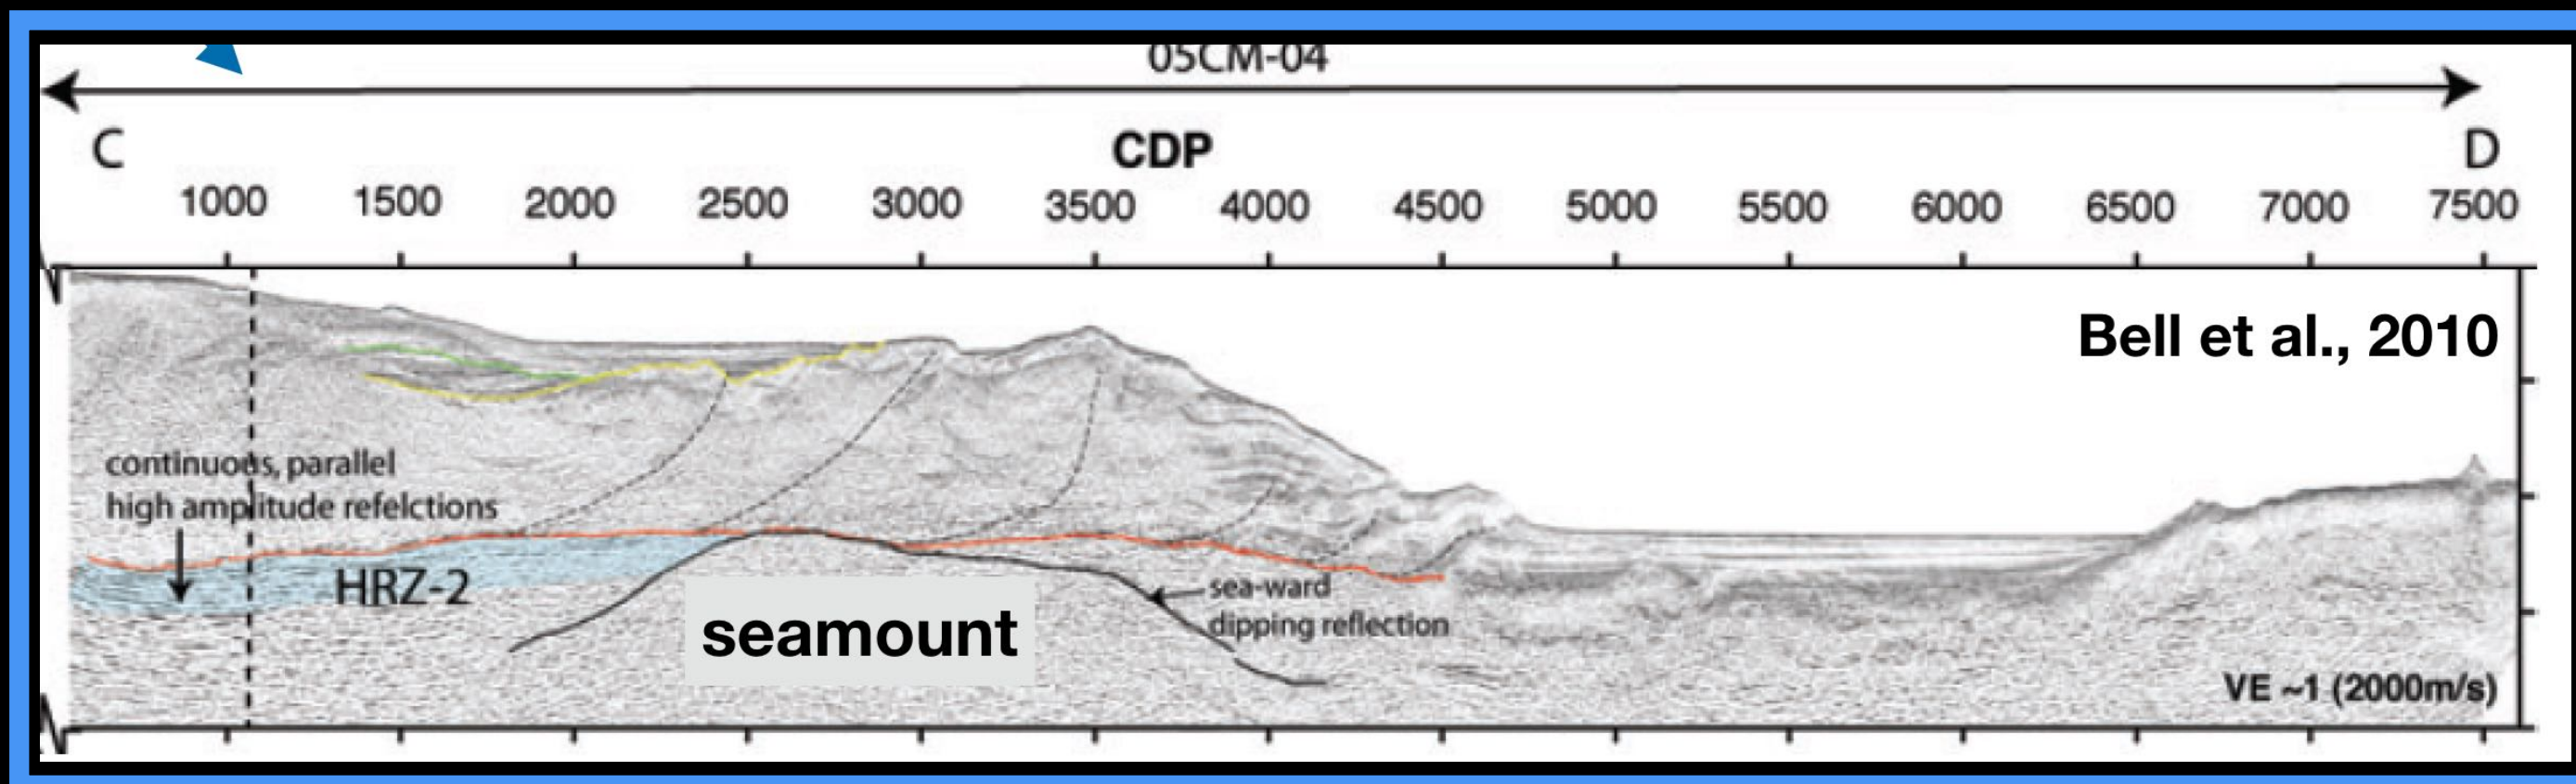 05CM-04
C CDP D
1000 1500 2000 2500 3000 3500 4000 4500 5000 5500 6000 6500 7000 7500
Bell et al., 2010
continuous, parallel
high amplitude refelctions
HRZ-2
seamount
sea-ward
dipping reflection
VE ~1 (2000m/s)